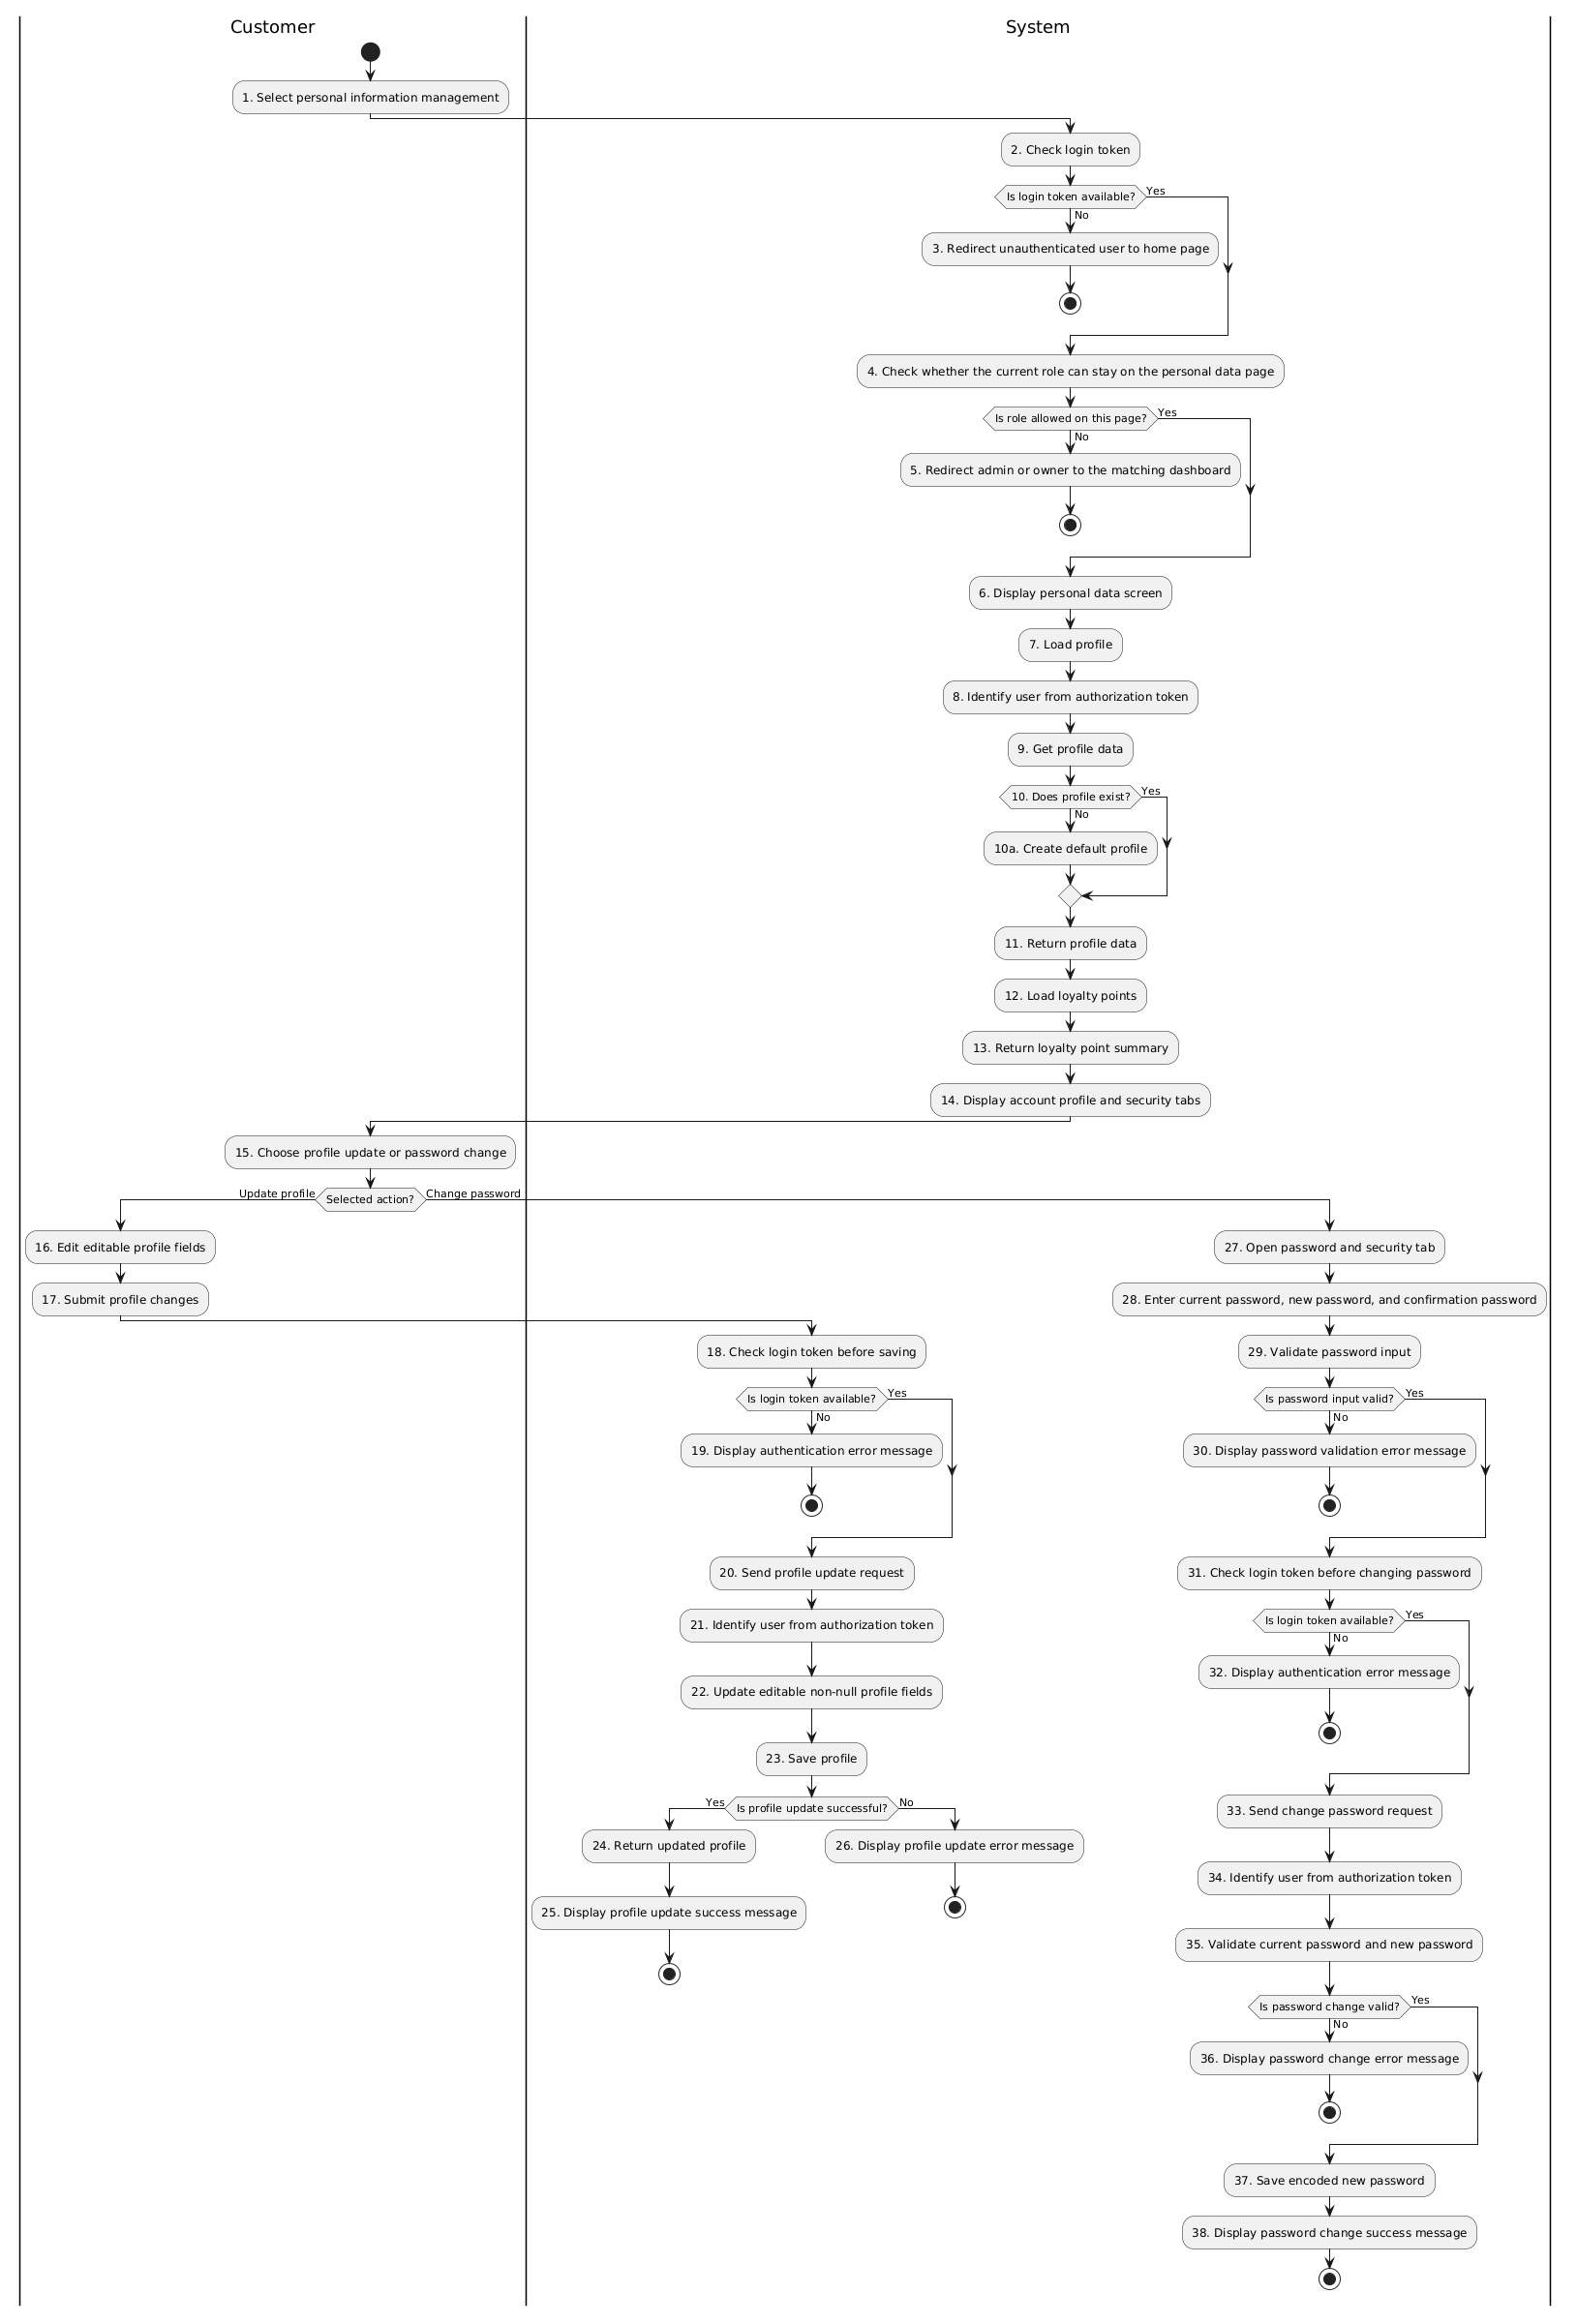 Customer
System
1. Select personal information management
2. Check login token
Is login token available?
Yes
No
3. Redirect unauthenticated user to home page
4. Check whether the current role can stay on the personal data page
Is role allowed on this page?
Yes
No
5. Redirect admin or owner to the matching dashboard
6. Display personal data screen
7. Load profile
8. Identify user from authorization token
9. Get profile data
10. Does profile exist?
Yes
No
10a. Create default profile
11. Return profile data
12. Load loyalty points
13. Return loyalty point summary
14. Display account profile and security tabs
15. Choose profile update or password change
Update profile
Selected action?
Change password
16. Edit editable profile fields
17. Submit profile changes
18. Check login token before saving
Is login token available?
Yes
No
19. Display authentication error message
20. Send profile update request
21. Identify user from authorization token
22. Update editable non-null profile fields
23. Save profile
Yes
Is profile update successful?
No
24. Return updated profile
25. Display profile update success message
26. Display profile update error message
27. Open password and security tab
28. Enter current password, new password, and confirmation password
29. Validate password input
Is password input valid?
Yes
No
30. Display password validation error message
31. Check login token before changing password
Is login token available?
Yes
No
32. Display authentication error message
33. Send change password request
34. Identify user from authorization token
35. Validate current password and new password
Is password change valid?
Yes
No
36. Display password change error message
37. Save encoded new password
38. Display password change success message